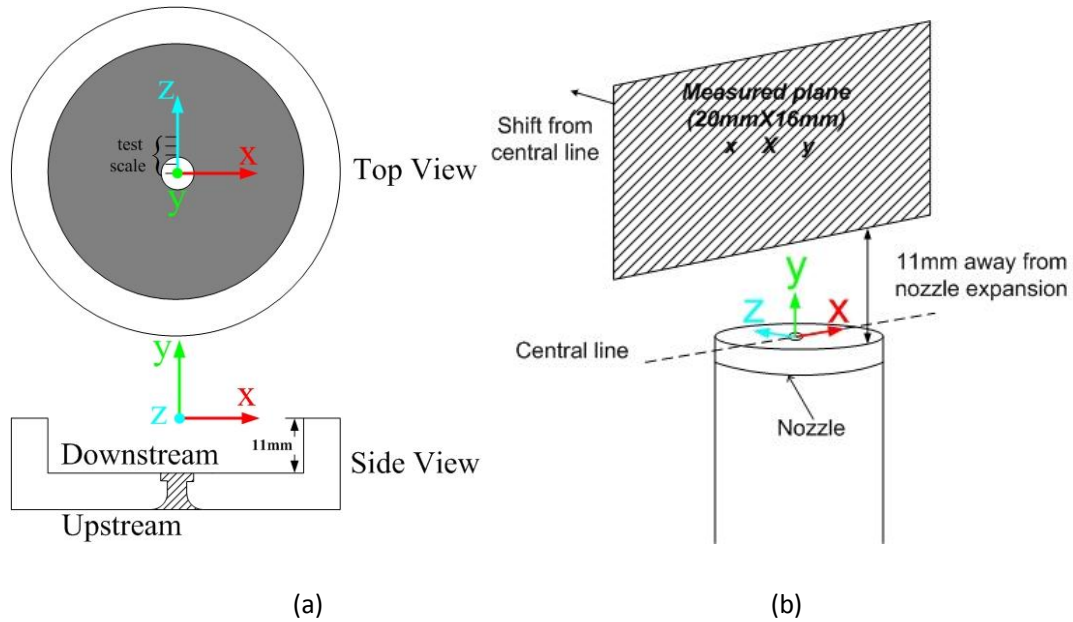 z
test
scale
x
y
Top View
y
x
z
11mm
Downstream
Side View
Upstream
(a)
Measured plane
(20mmX16mm)
x X y
Shift from
central line
11mm away from
nozzle expansion
y
z
x
Central line
Nozzle
(b)